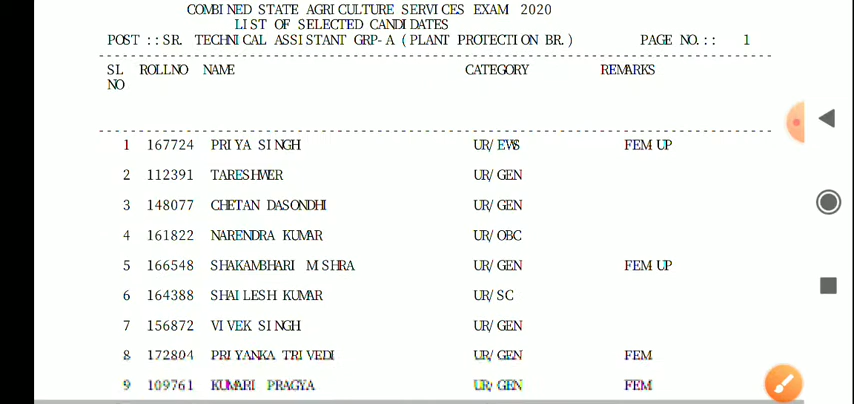 COMBINED STATE AGRICULTURE SERVICES EXAM 2020
LIST OF SELECTED CANDIDATES
POST :: SR. TECHNICAL ASSISTANT GRP-A (PLANT PROTECTION BR.) PAGE NO.:: 1
SL ROLLNO NAME CATEGORY REMARKS
NO
1 167724 PRIYA SINGH UR/EWS FEM UP
2 112391 TARESHWER UR/GEN
3 148077 CHETAN DASONDHI UR/GEN
4 161822 NARENDRA KUMAR UR/OBC
5 166548 SHAKAMBHARI MISHRA UR/GEN FEM UP
6 164388 SHAILESH KUMAR UR/SC
7 156872 VIVEK SINGH UR/GEN
8 172804 PRIYANKA TRIVEDI UR/GEN FEM
9 109761 KUMARI PRAGYA UR/GEN FEM